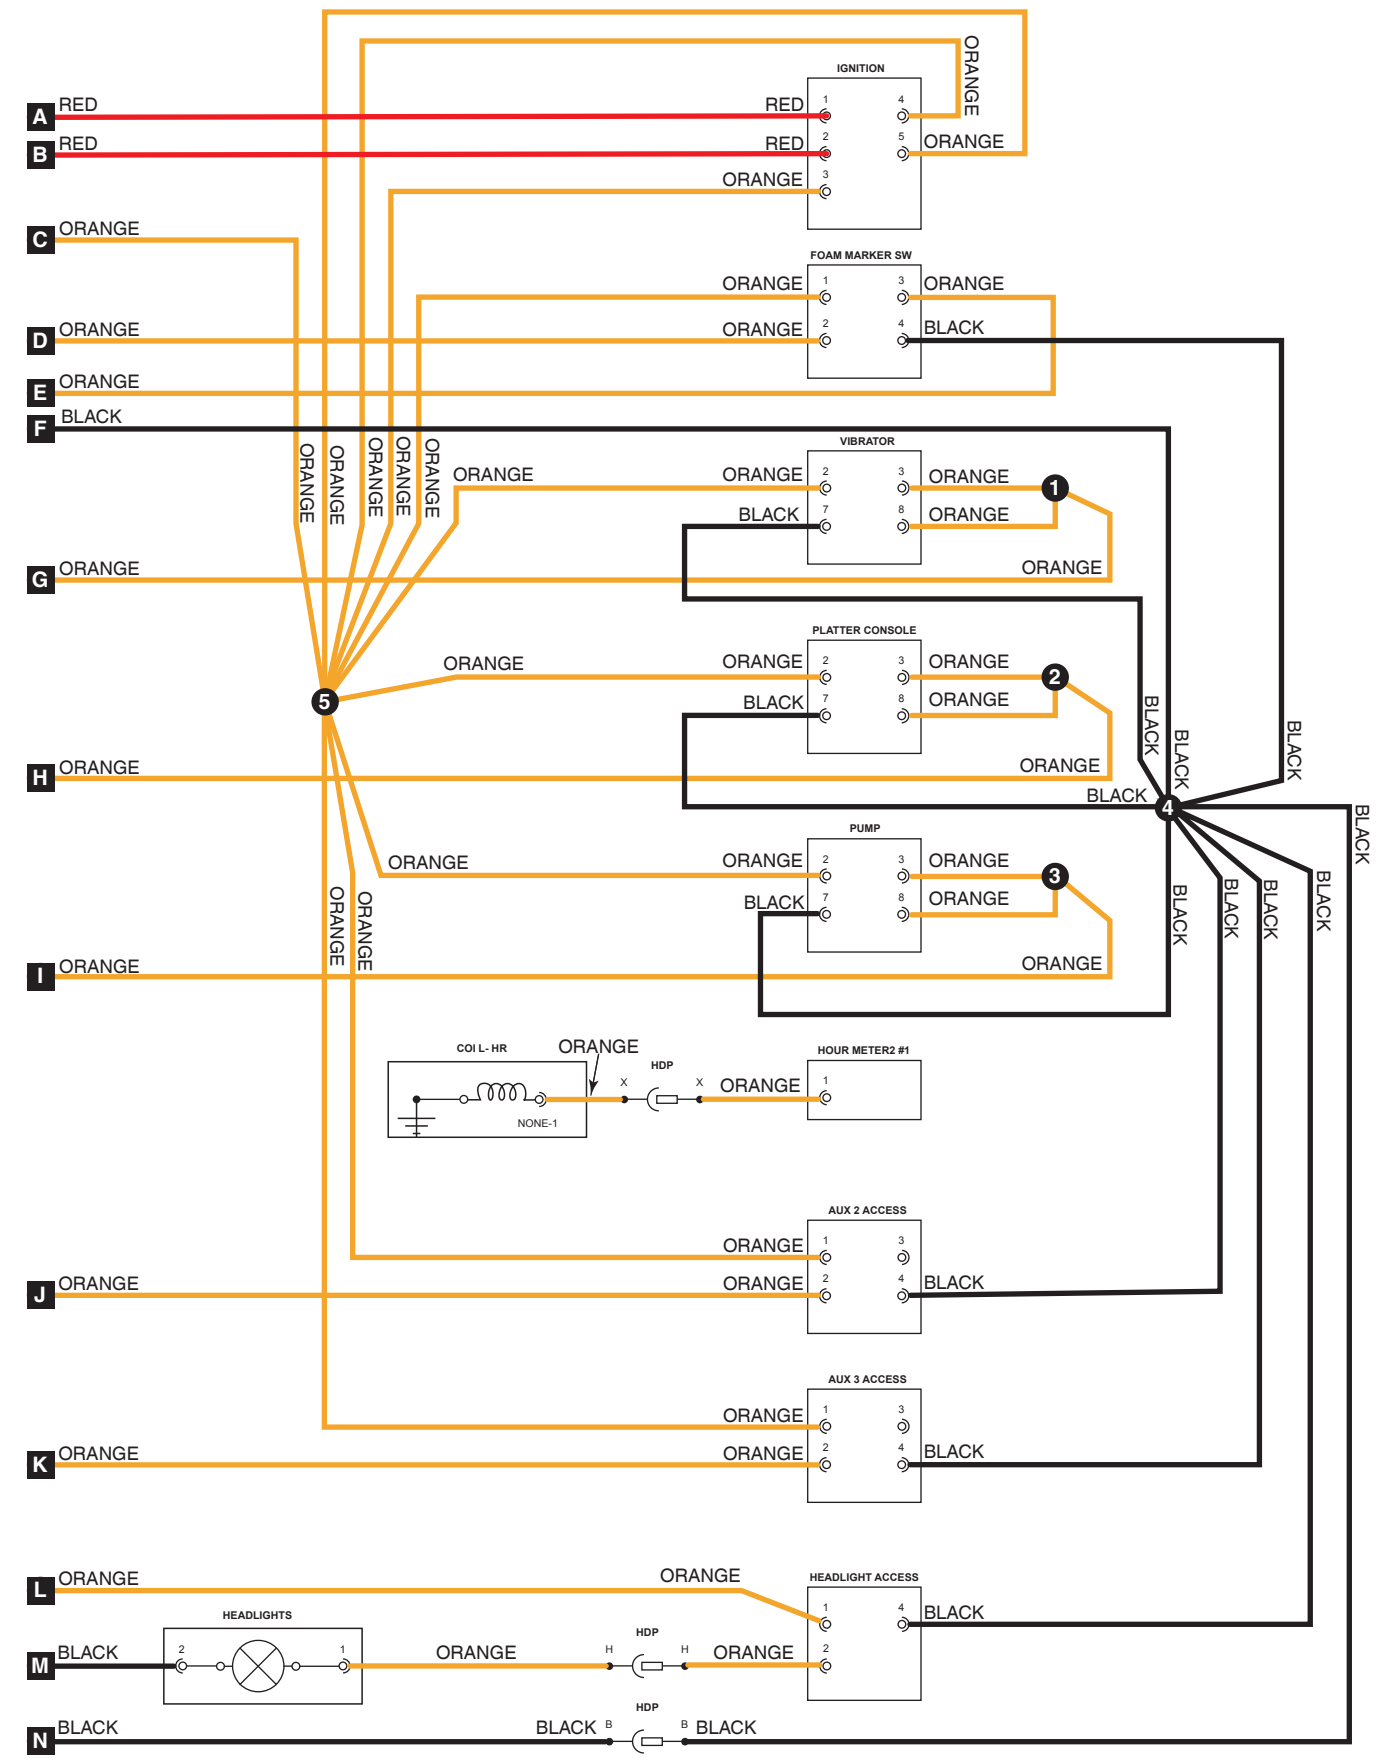 ORANGE
IGNITION
A RED RED 1 4
B RED RED 2 5 ORANGE
ORANGE 3
C ORANGE
FOAM MARKER SW
ORANGE 1 3 ORANGE
D ORANGE ORANGE 2 4 BLACK
E ORANGE
F BLACK
VIBRATOR
ORANGE ORANGE ORANGE ORANGE ORANGE
ORANGE ORANGE 2 3 ORANGE 1
BLACK 7 8 ORANGE
G ORANGE ORANGE
PLATTER CONSOLE
ORANGE ORANGE 2 3 ORANGE 2
5 BLACK 7 8 ORANGE
BLACK BLACK BLACK
H ORANGE ORANGE
BLACK 4 BLACK
PUMP
ORANGE ORANGE 2 3 ORANGE 3
BLACK 7 8 ORANGE
ORANGE ORANGE
BLACK BLACK BLACK BLACK
I ORANGE ORANGE
COI L- HR ORANGE HDP HOUR METER2 #1
X X ORANGE 1
NONE-1
AUX 2 ACCESS
ORANGE 1 3
J ORANGE ORANGE 2 4 BLACK
AUX 3 ACCESS
ORANGE 1 3
K ORANGE ORANGE 2 4 BLACK
L ORANGE ORANGE HEADLIGHT ACCESS
1 4 BLACK
HEADLIGHTS HDP
M BLACK 2 1 ORANGE H H ORANGE 2
HDP
N BLACK BLACK B B BLACK